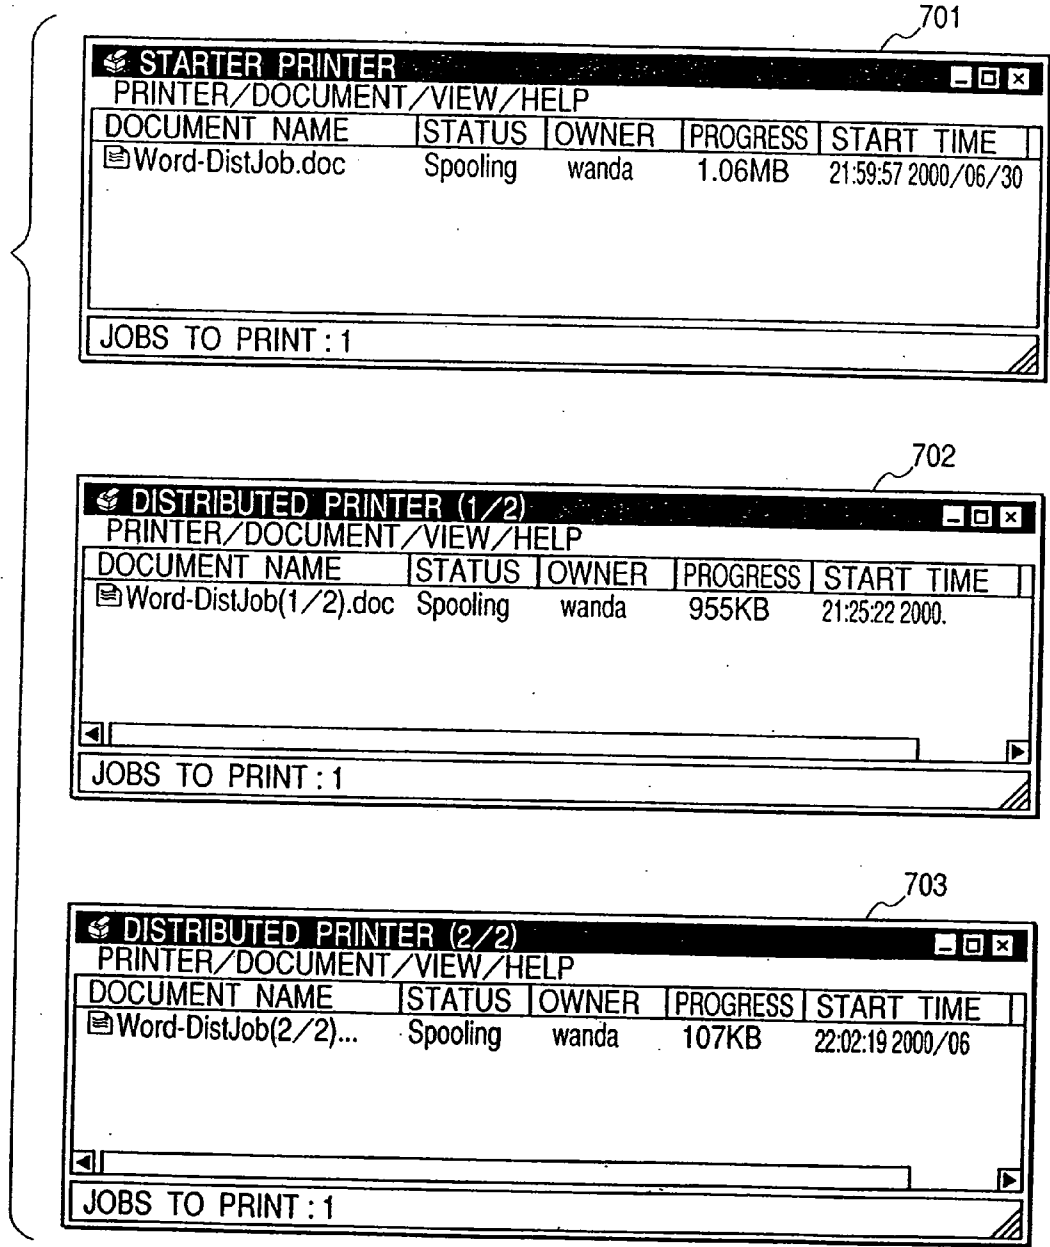 701
STARTER PRINTER
PRINTER/DOCUMENT/VIEW/HELP
DOCUMENT NAME STATUS OWNER PROGRESS START TIME
Word-DistJob.doc Spooling wanda 1.06MB 21:59:57 2000/06/30
JOBS TO PRINT : 1
702
DISTRIBUTED PRINTER (1/2)
PRINTER/DOCUMENT/VIEW/HELP
DOCUMENT NAME STATUS OWNER PROGRESS START TIME
Word-DistJob(1/2).doc Spooling wanda 955KB 21:25:22 2000.
JOBS TO PRINT : 1
703
DISTRIBUTED PRINTER (2/2)
PRINTER/DOCUMENT/VIEW/HELP
DOCUMENT NAME STATUS OWNER PROGRESS START TIME
Word-DistJob(2/2)... Spooling wanda 107KB 22:02:19 2000/06
JOBS TO PRINT : 1